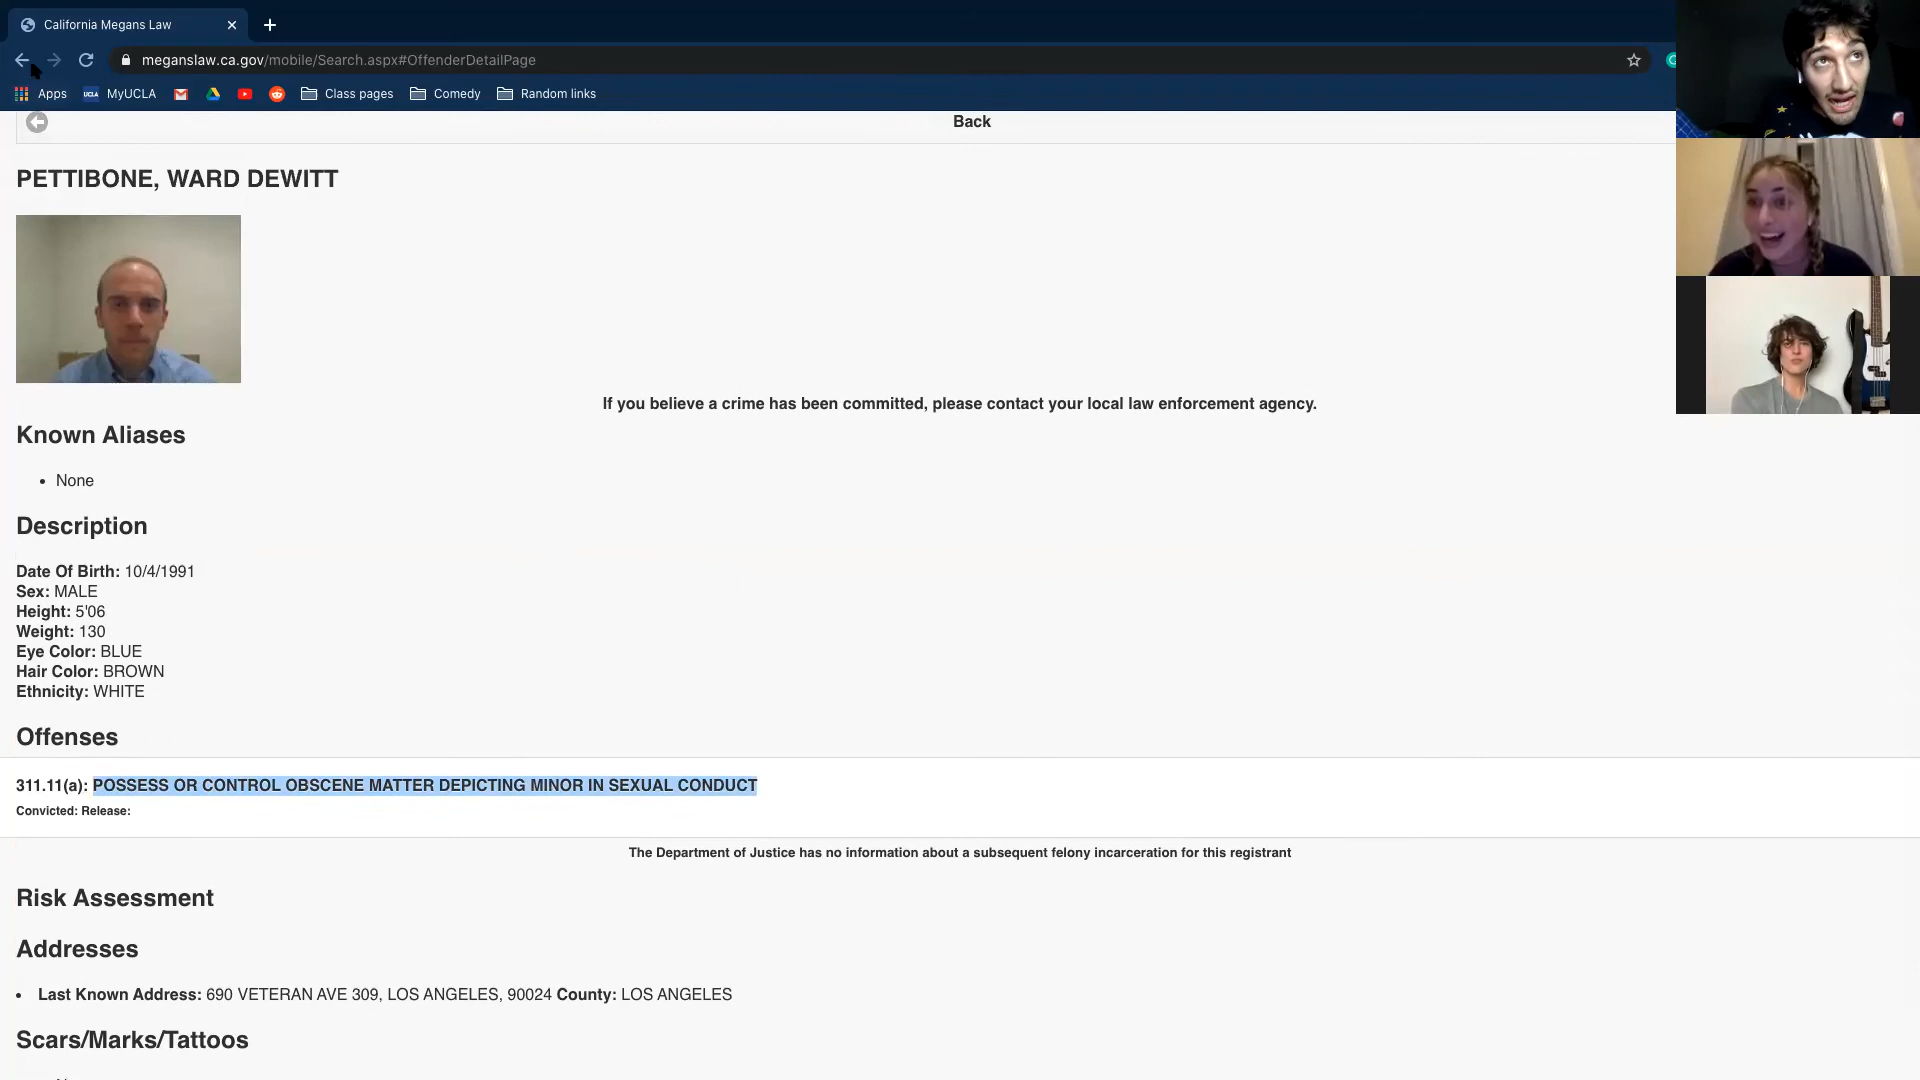 California Megans Law
meganslaw.ca.gov/mobile/Search.aspx#OffenderDetailPage
Apps
UCLA
MyUCLA
Class pages
Comedy
Random links
Back
PETTIBONE, WARD DEWITT
If you believe a crime has been committed, please contact your local law enforcement agency.
Known Aliases
• None
Description
Date Of Birth: 10/4/1991
Sex: MALE
Height: 5'06
Weight: 130
Eye Color: BLUE
Hair Color: BROWN
Ethnicity: WHITE
Offenses
311.11(a): POSSESS OR CONTROL OBSCENE MATTER DEPICTING MINOR IN SEXUAL CONDUCT
Convicted: Release:
The Department of Justice has no information about a subsequent felony incarceration for this registrant
Risk Assessment
Addresses
• Last Known Address: 690 VETERAN AVE 309, LOS ANGELES, 90024 County: LOS ANGELES
Scars/Marks/Tattoos